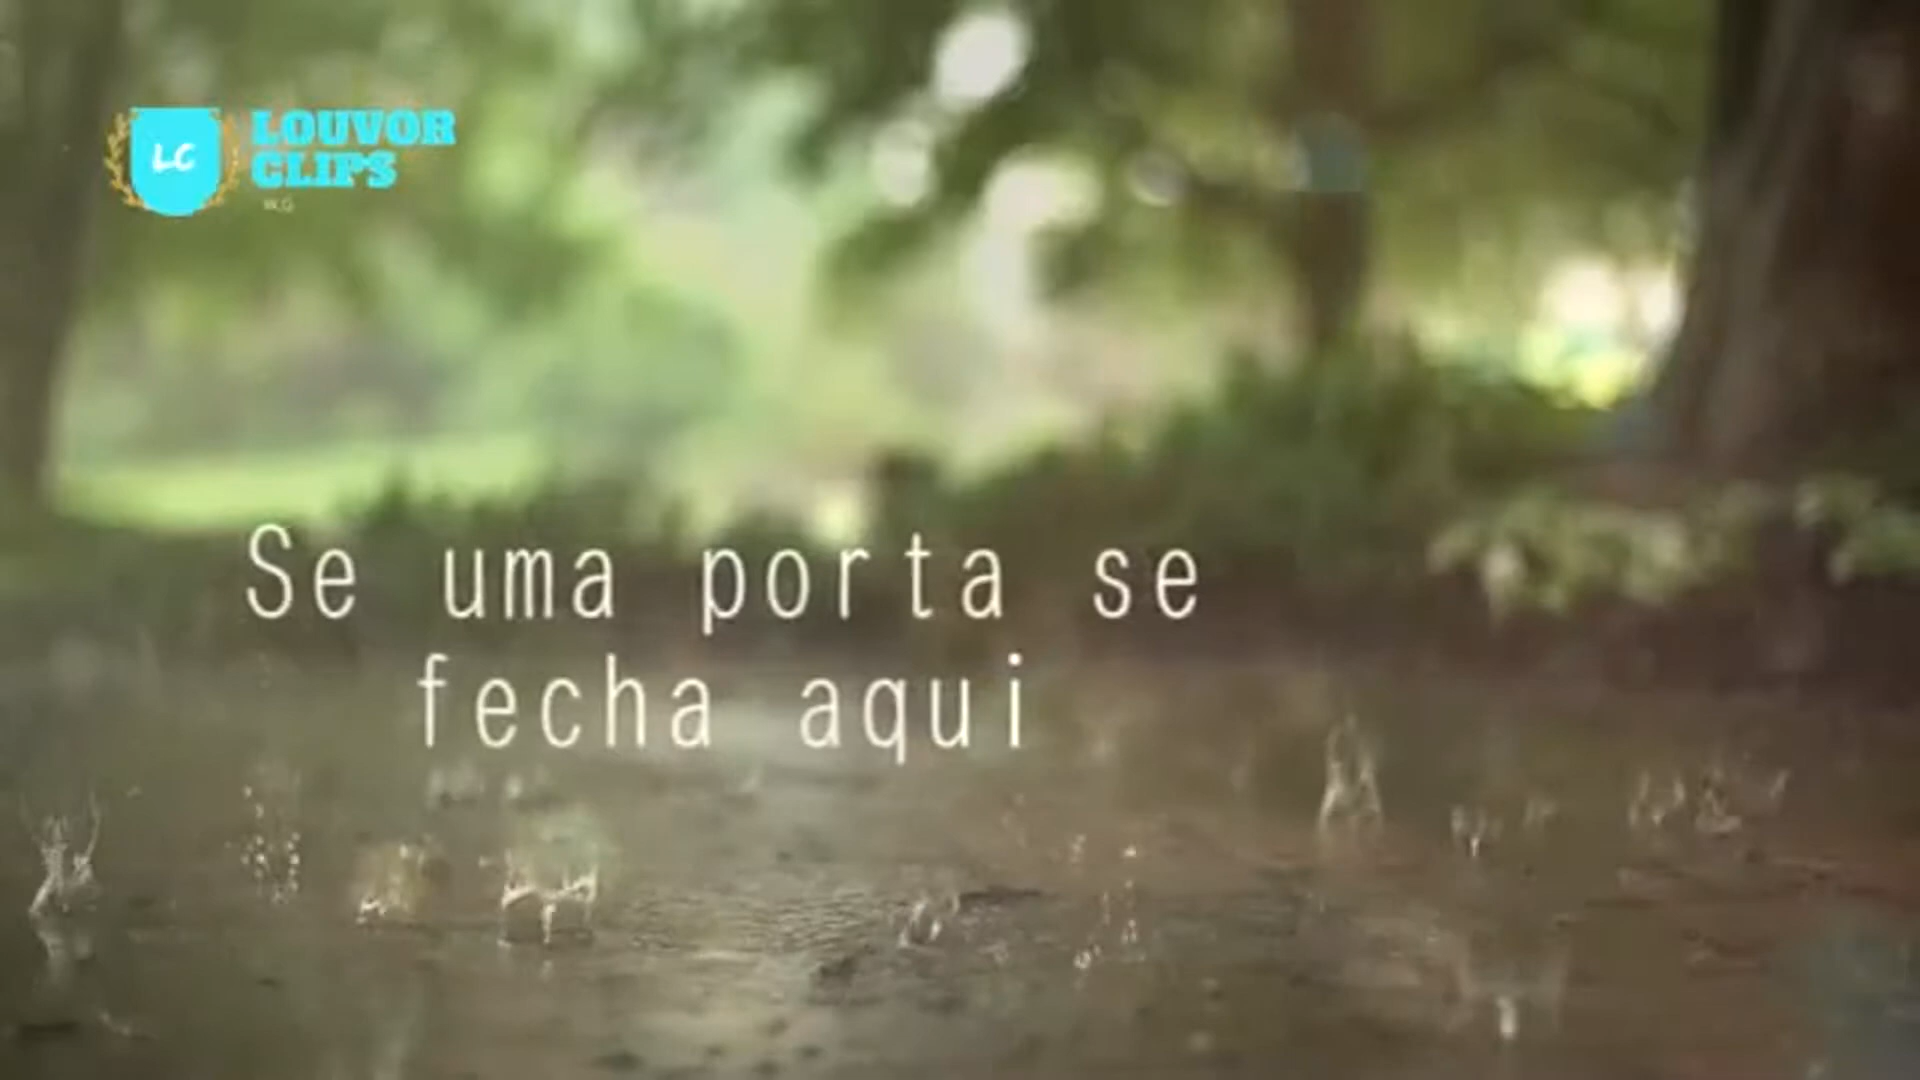 LC
LOUVOR
CLIPS
Se uma porta se
fecha aqui